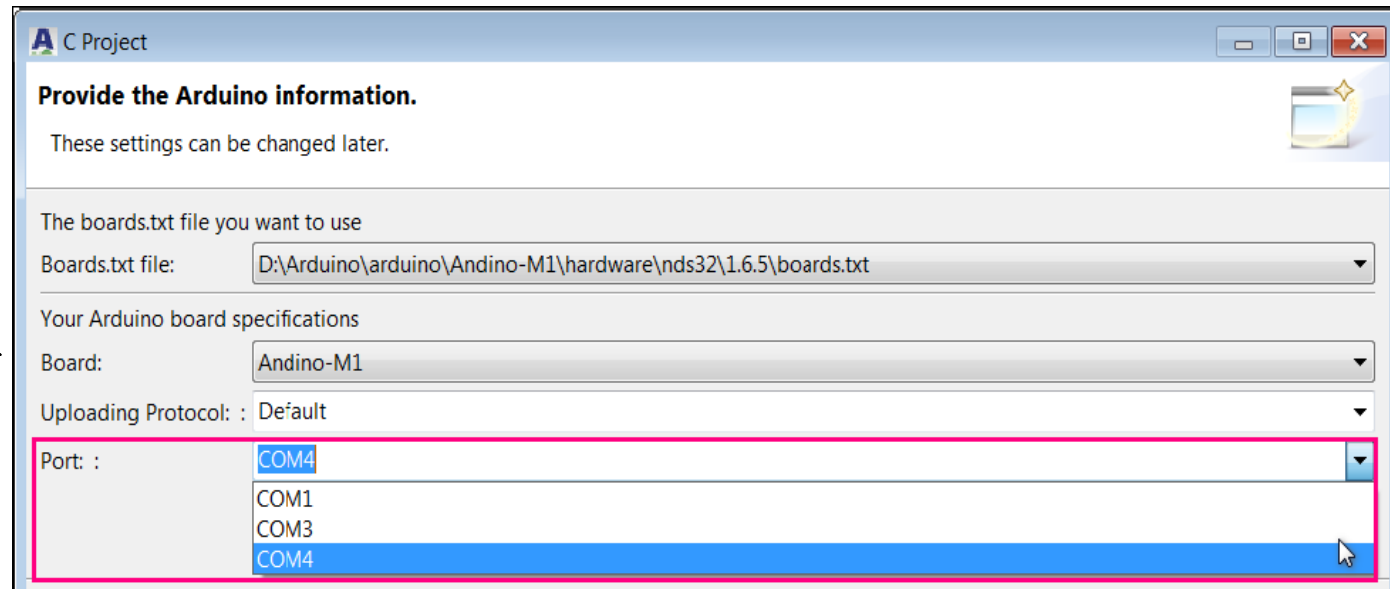 C Project
Provide the Arduino information.
These settings can be changed later.
The boards.txt file you want to use
Boards.txt file: D:\Arduino\arduino\Andino-M1\hardware\nds32\1.6.5\boards.txt
Your Arduino board specifications
Board: Andino-M1
Uploading Protocol: : Default
Port: : COM4
COM1
COM3
COM4